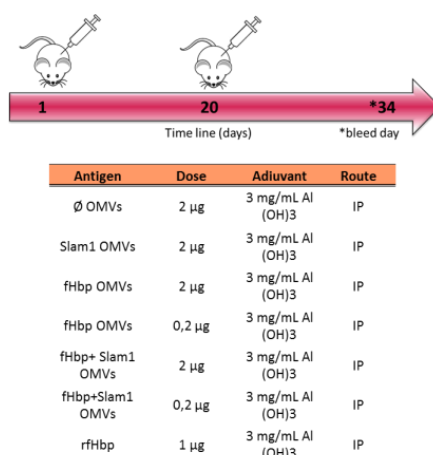 1 20 *34
Time line (days) *bleed day
Antigen Dose Adiuvant Route
Ø OMVs 2 µg 3 mg/mL Al
(OH)3 IP
Slam1 OMVs 2 µg 3 mg/mL Al
(OH)3 IP
fHbp OMVs 2 µg 3 mg/mL Al
(OH)3 IP
fHbp OMVs 0,2 µg 3 mg/mL Al
(OH)3 IP
fHbp+ Slam1
OMVs 2 µg 3 mg/mL Al
(OH)3 IP
fHbp+Slam1
OMVs 0,2 µg 3 mg/mL Al
(OH)3 IP
rfHbp 1 µg 3 mg/mL Al
(OH)3 IP